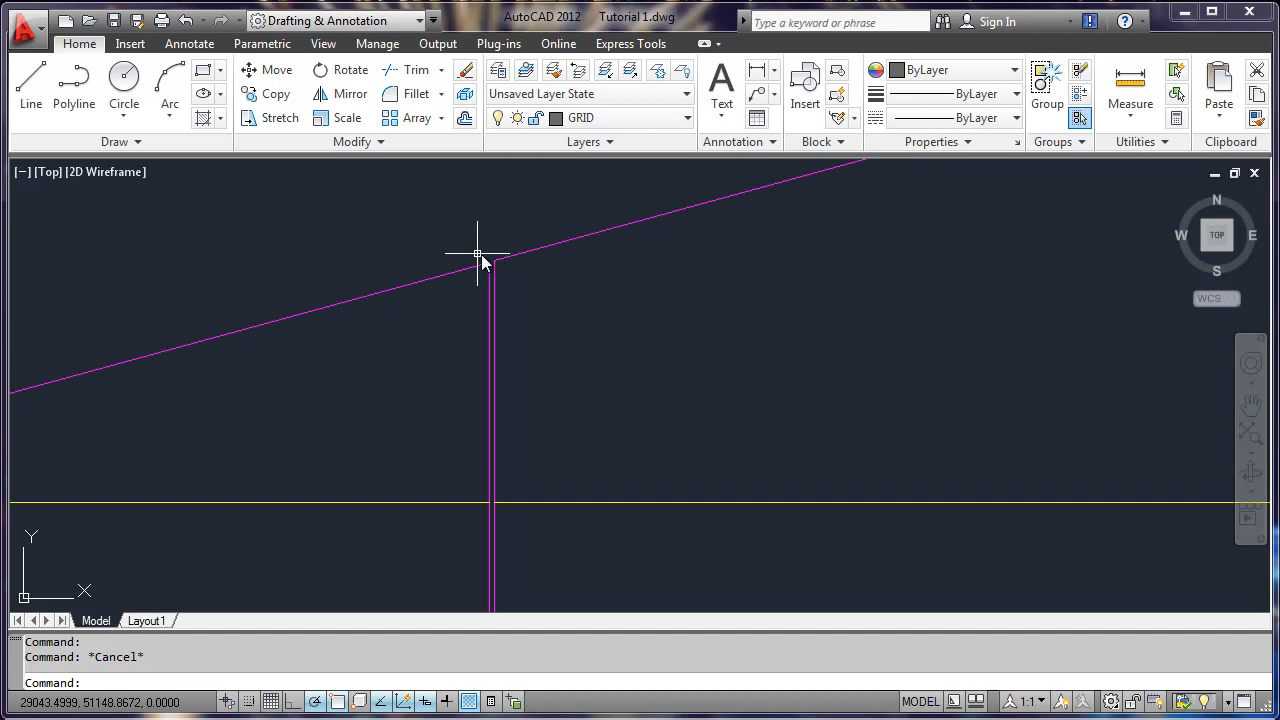 Drafting & Annotation
AutoCAD 2012 Tutorial 1.dwg
Type a keyword or phrase
Sign In
Home Insert Annotate Parametric View Manage Output Plug-ins Online Express Tools
Move Rotate Trim
ByLayer
Copy Mirror Fillet
Unsaved Layer State
ByLayer
Line Polyline Circle Arc
Text
Insert
Group
Measure
Paste
Stretch Scale Array
GRID
ByLayer
Draw Modify Layers Annotation Block Properties Groups Utilities Clipboard
[−] [Top] [2D Wireframe]
N
W TOP E
S
WCS
Y
X
Model Layout1
Command:
Command: *Cancel*
Command:
29043.4999, 51148.8672, 0.0000
MODEL
1:1